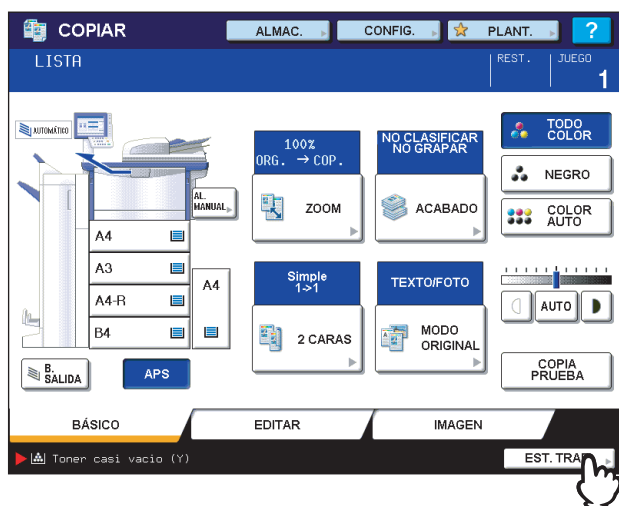 COPIAR
ALMAC.
CONFIG.
PLANT.
?
LISTA
REST.
JUEGO
1
AUTOMÁTICO
AL.
MANUAL
A4
A3
A4-R
B4
A4
B.
SALIDA
APS
100%
ORG. → COP.
ZOOM
NO CLASIFICAR
NO GRAPAR
ACABADO
Simple
1->1
2 CARAS
TEXTO/FOTO
MODO
ORIGINAL
TODO
COLOR
NEGRO
COLOR
AUTO
AUTO
COPIA
PRUEBA
BÁSICO
EDITAR
IMAGEN
Toner casi vacio (Y)
EST.